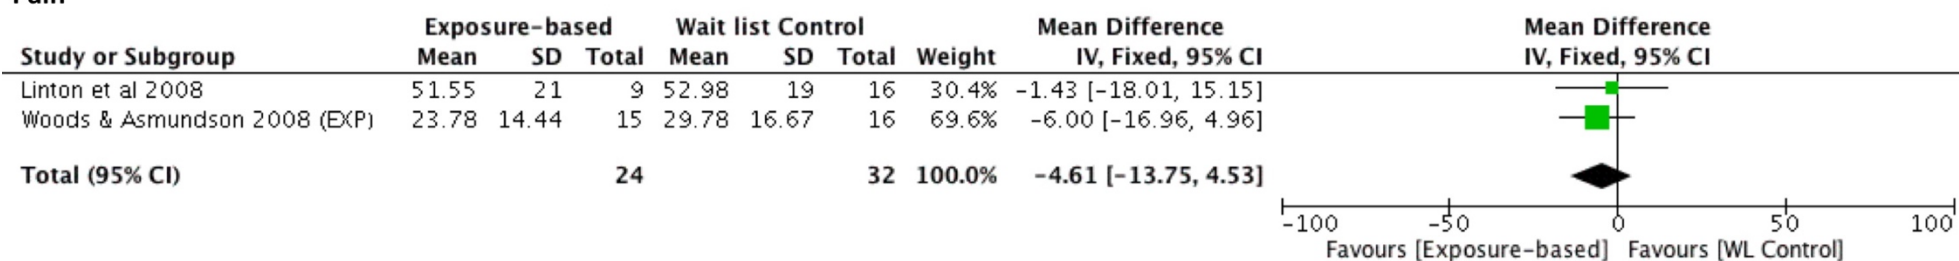 Exposure-based Wait list Control Mean Difference Mean Difference
Study or Subgroup Mean SD Total Mean SD Total Weight IV, Fixed, 95% CI IV, Fixed, 95% CI
Linton et al 2008 51.55 21 9 52.98 19 16 30.4% -1.43 [-18.01, 15.15]
Woods & Asmundson 2008 (EXP) 23.78 14.44 15 29.78 16.67 16 69.6% -6.00 [-16.96, 4.96]
Total (95% CI) 24 32 100.0% -4.61 [-13.75, 4.53]
-100 -50 0 50 100
Favours [Exposure-based] Favours [WL Control]